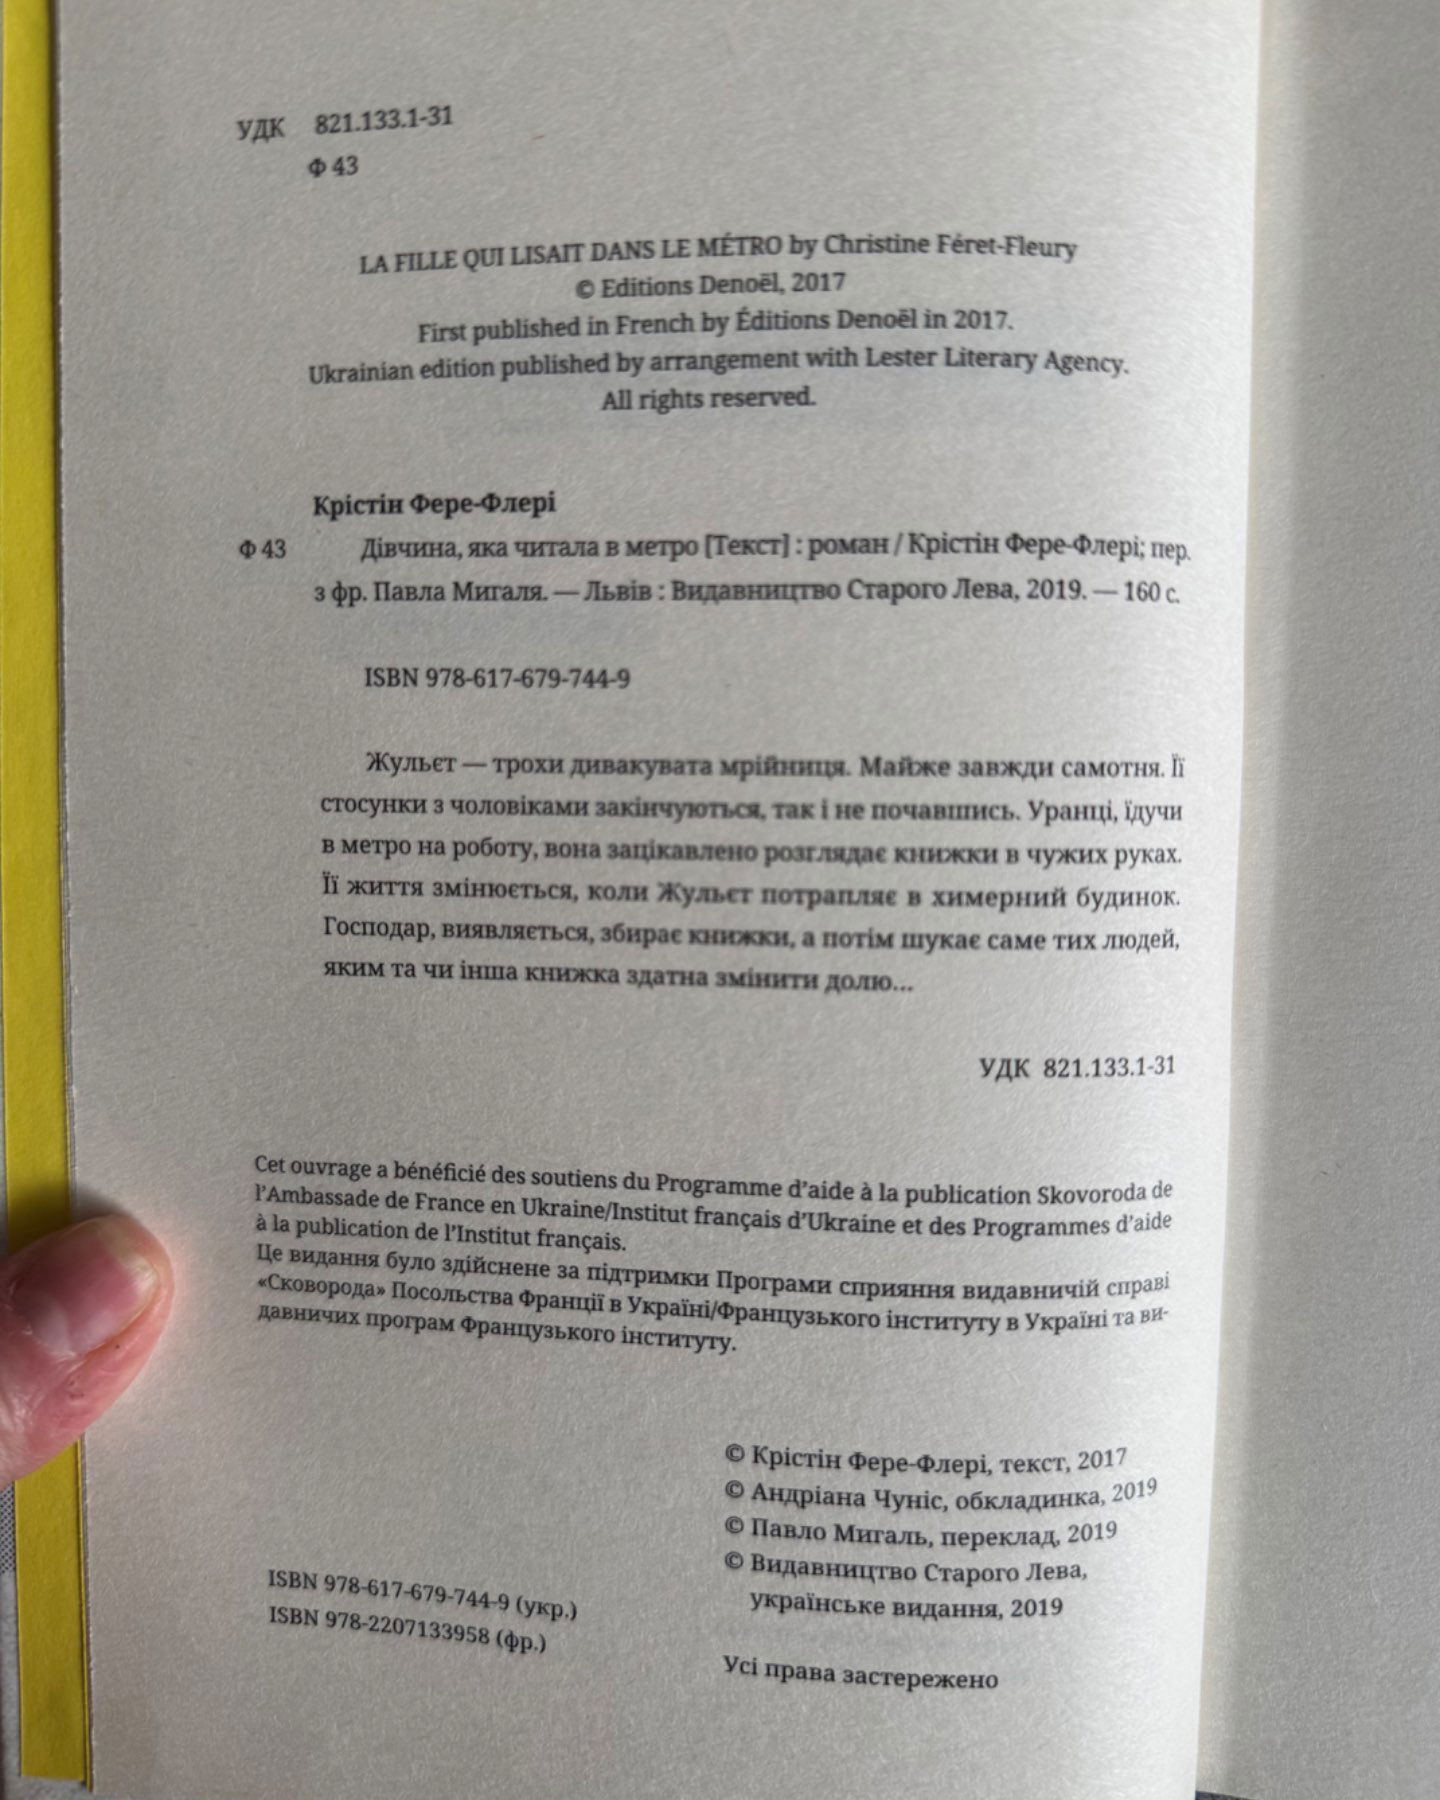 УДК 821.133.1-31
Ф 43
LA FILLE QUI LISAIT DANS LE MÉTRO by Christine Féret-Fleury
© Editions Denoël, 2017
First published in French by Éditions Denoël in 2017.
Ukrainian edition published by arrangement with Lester Literary Agency.
All rights reserved.
Крістін Фере-Флері
Ф 43 Дівчина, яка читала в метро [Текст] : роман / Крістін Фере-Флері; пер.
з фр. Павла Мигаля. — Львів : Видавництво Старого Лева, 2019. — 160 с.
ISBN 978-617-679-744-9
Жульєт — трохи дивакувата мрійниця. Майже завжди самотня. Її
стосунки з чоловіками закінчуються, так і не почавшись. Уранці, їдучи
в метро на роботу, вона зацікавлено розглядає книжки в чужих руках.
Її життя змінюється, коли Жульєт потрапляє в химерний будинок.
Господар, виявляється, збирає книжки, а потім шукає саме тих людей,
яким та чи інша книжка здатна змінити долю...
УДК 821.133.1-31
Cet ouvrage a bénéficié des soutiens du Programme d’aide à la publication Skovoroda de
l’Ambassade de France en Ukraine/Institut français d’Ukraine et des Programmes d’aide
à la publication de l’Institut français.
Це видання було здійснене за підтримки Програми сприяння видавничій справі
«Сковорода» Посольства Франції в Україні/Французького інституту в Україні та ви-
давничих програм Французького інституту.
© Крістін Фере-Флері, текст, 2017
© Андріана Чуніс, обкладинка, 2019
© Павло Мигаль, переклад, 2019
© Видавництво Старого Лева,
українське видання, 2019
ISBN 978-617-679-744-9 (укр.)
ISBN 978-2207133958 (фр.)
Усі права застережено